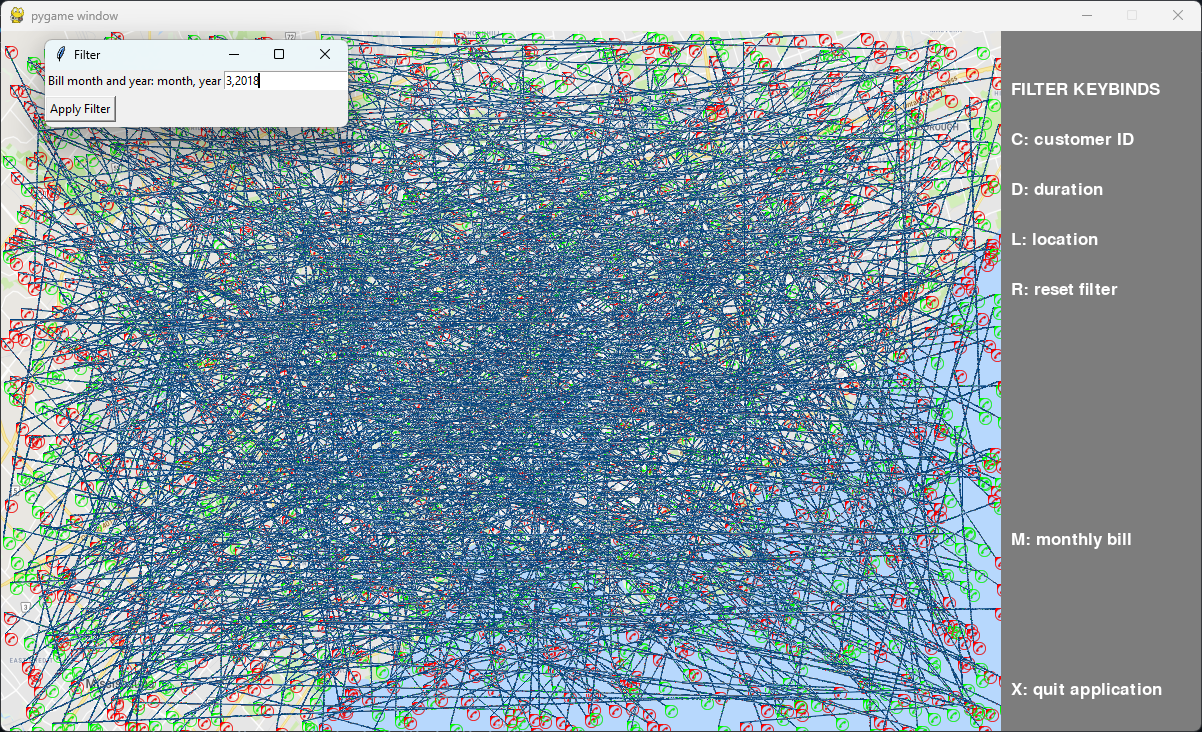 pygame window
Filter
Bill month and year: month, year 3,2018
Apply Filter
FILTER KEYBINDS
C: customer ID
D: duration
L: location
R: reset filter
M: monthly bill
X: quit application